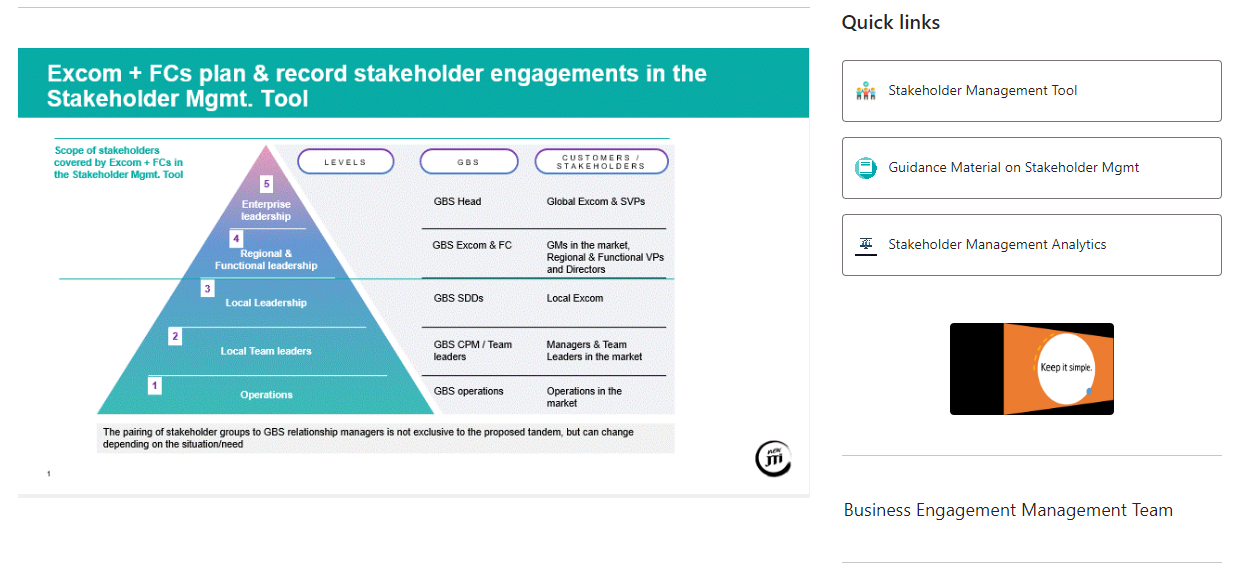 Excom + FCs plan & record stakeholder engagements in the
Stakeholder Mgmt. Tool
Scope of stakeholders
covered by Excom + FCs in
the Stakeholder Mgmt. Tool
LEVELS
GBS
CUSTOMERS /
STAKEHOLDERS
5
Enterprise
leadership
GBS Head
Global Excom & SVPs
4
Regional &
Functional leadership
GBS Excom & FC
GMs in the market,
Regional & Functional VPs
and Directors
3
Local Leadership
GBS SDDs
Local Excom
2
Local Team leaders
GBS CPM / Team
leaders
Managers & Team
Leaders in the market
1
Operations
GBS operations
Operations in the
market
The pairing of stakeholder groups to GBS relationship managers is not exclusive to the proposed tandem, but can change
depending on the situation/need
1
new
JTI
Quick links
Stakeholder Management Tool
Guidance Material on Stakeholder Mgmt
Stakeholder Management Analytics
Keep it simple.
Business Engagement Management Team